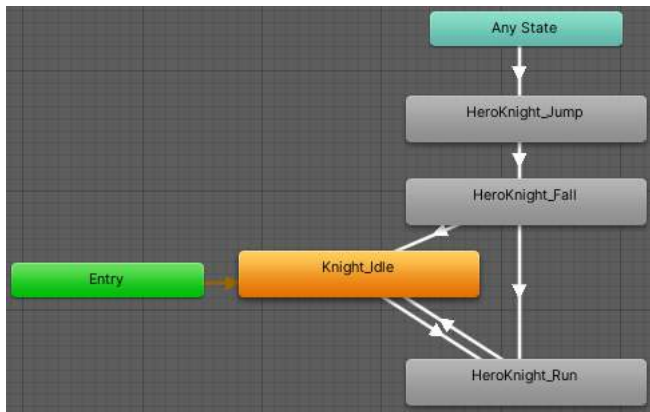 Any State
HeroKnight_Jump
HeroKnight_Fall
Knight_Idle
Entry
HeroKnight_Run